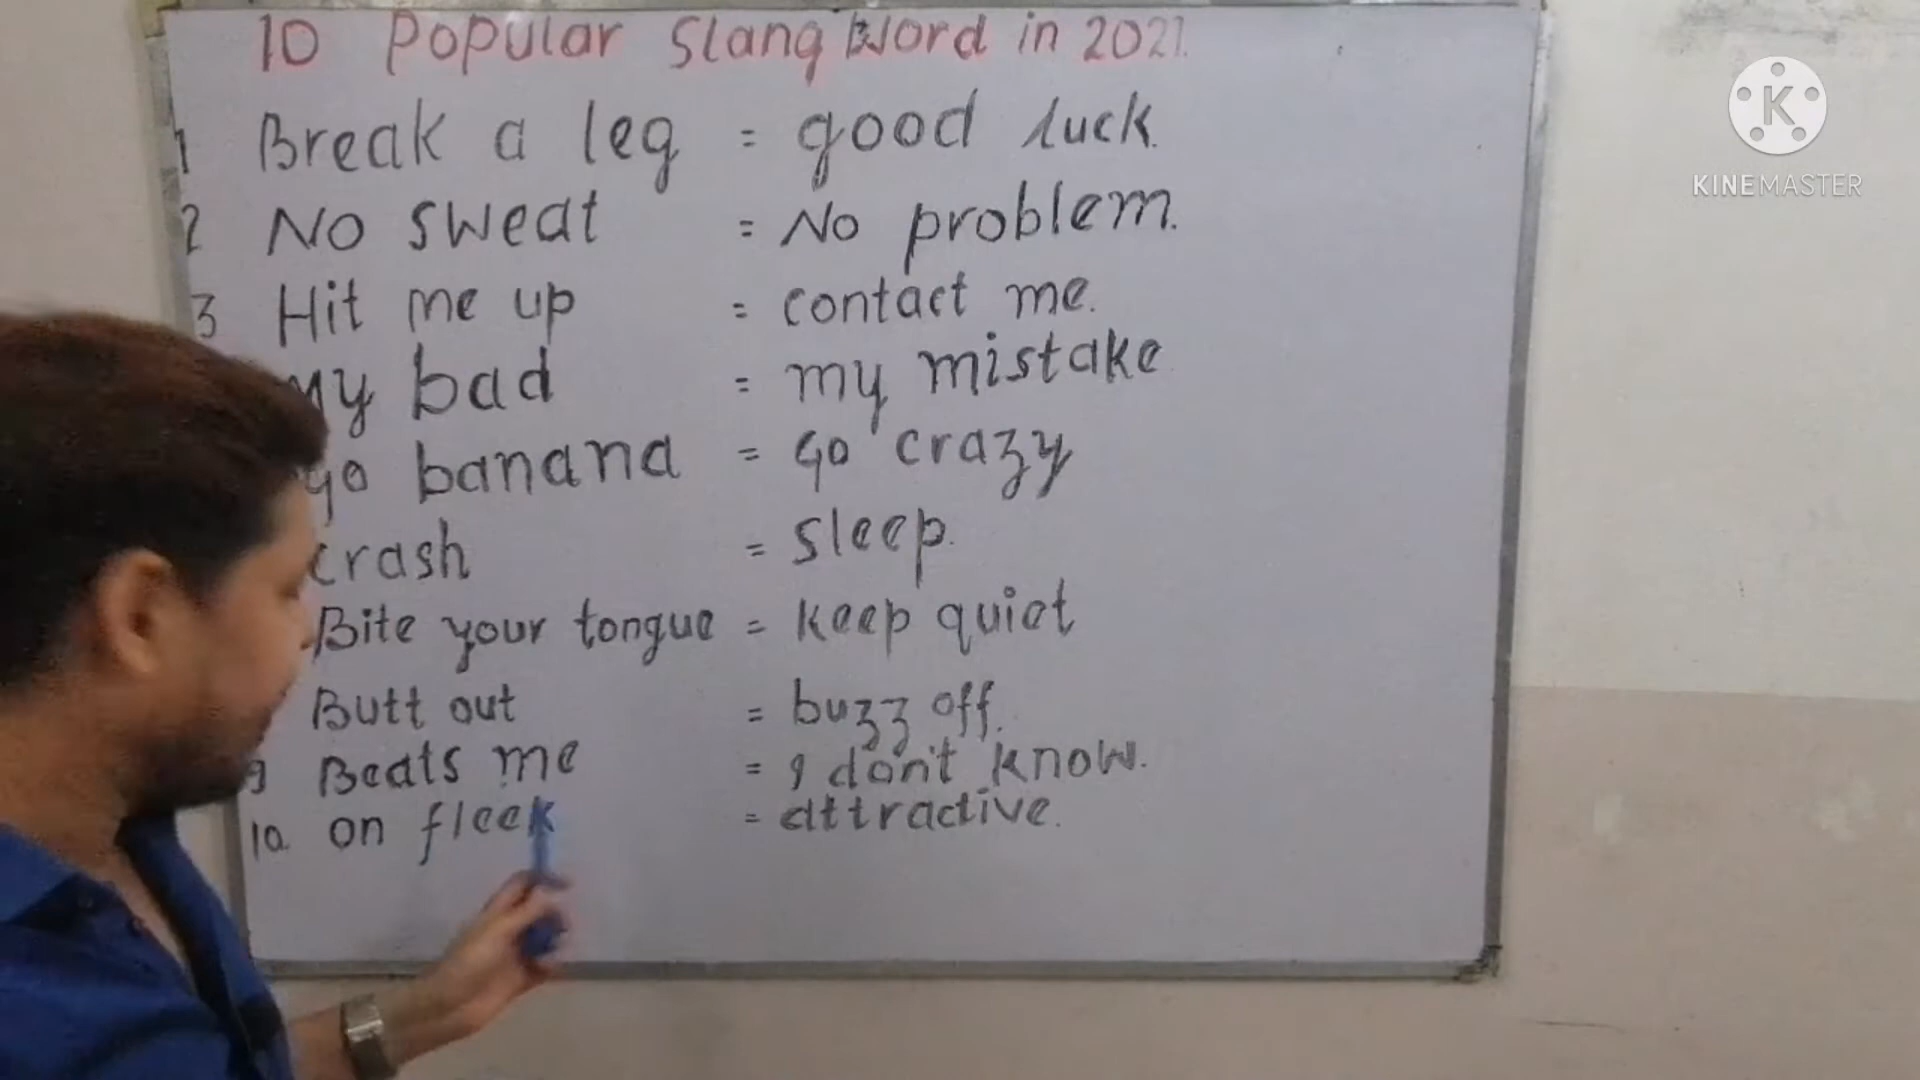 10 Popular Slang Word in 2021.
1 Break a leg = good luck.
2 No sweat = No problem.
3 Hit me up = contact me.
My bad = my mistake
go banana = go crazy
crash = sleep.
Bite your tongue = keep quiet
Butt out = buzz off.
9 Beats me = I don't know.
10. on fleek = attractive.
K
KINEMASTER